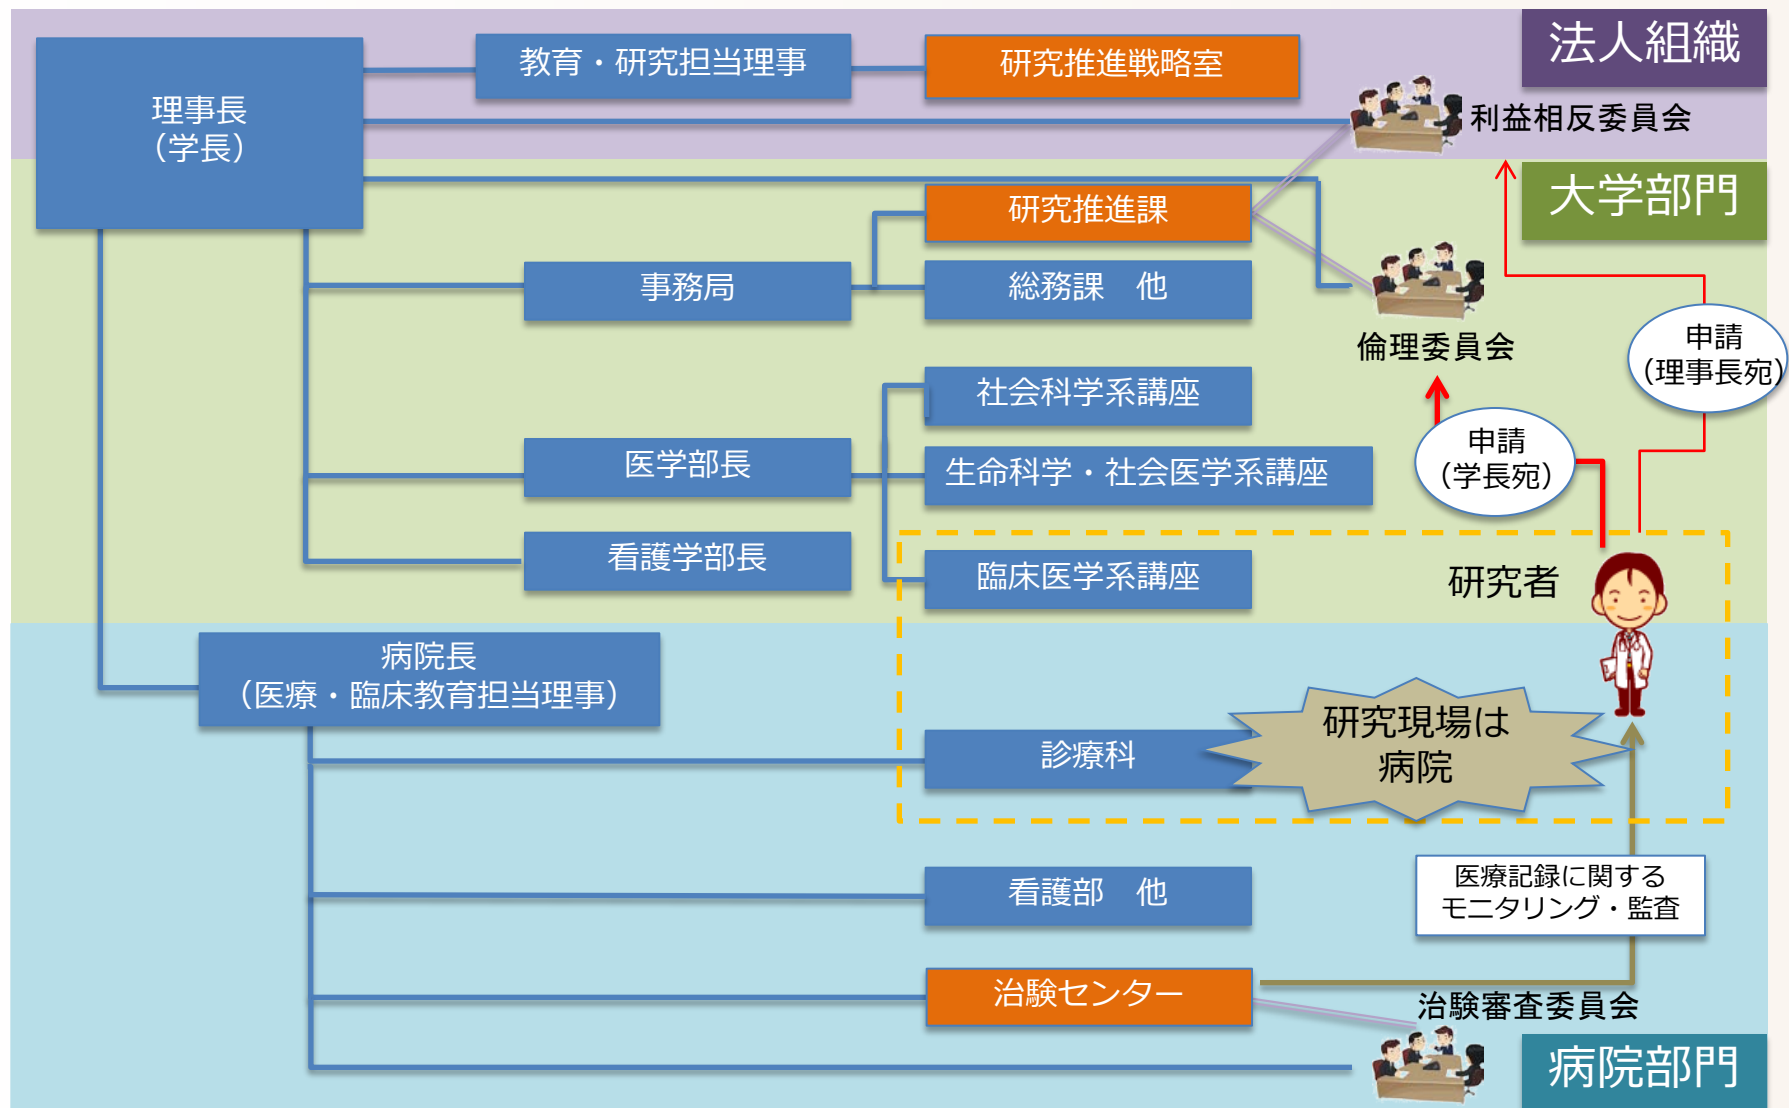 法人組織
教育・研究担当理事
研究推進戦略室
理事長
（学長）
利益相反委員会
大学部門
研究推進課
事務局
総務課　他
倫理委員会
申請
（理事長宛）
社会科学系講座
申請
（学長宛）
医学部長
生命科学・社会医学系講座
看護学部長
臨床医学系講座
研究者
病院長
（医療・臨床教育担当理事）
診療科
研究現場は
病院
医療記録に関する
モニタリング・監査
看護部　他
治験センター
治験審査委員会
病院部門